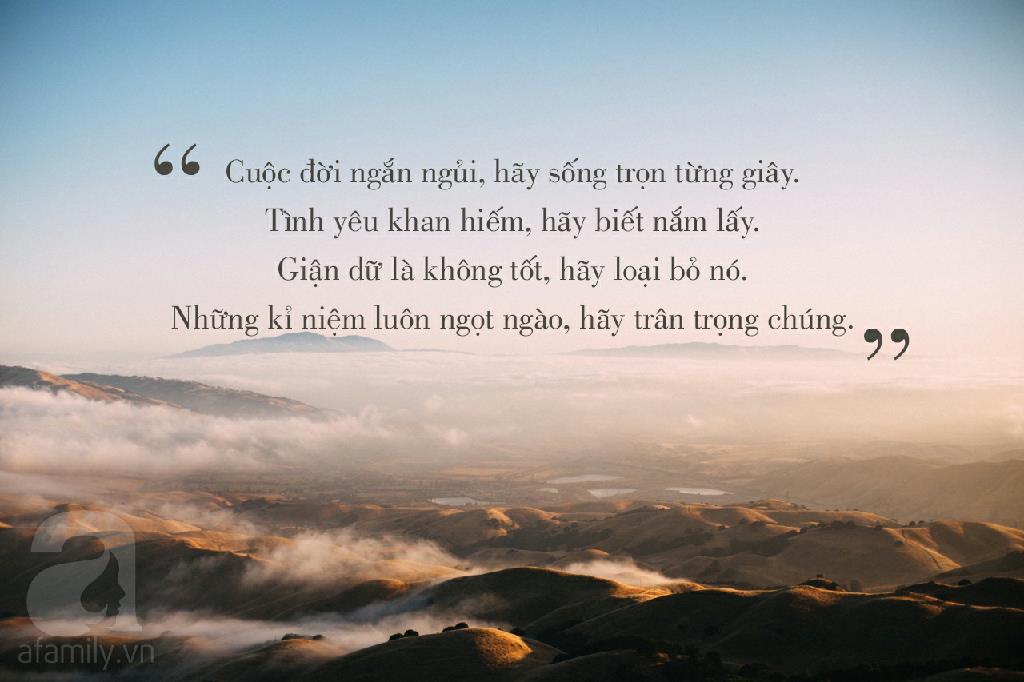 “ Cuộc đời ngắn ngủi, hãy sống trọn từng giây.
Tình yêu khan hiếm, hãy biết nắm lấy.
Giận dữ là không tốt, hãy loại bỏ nó.
Những kỉ niệm luôn ngọt ngào, hãy trân trọng chúng. ”
a
afamily.vn